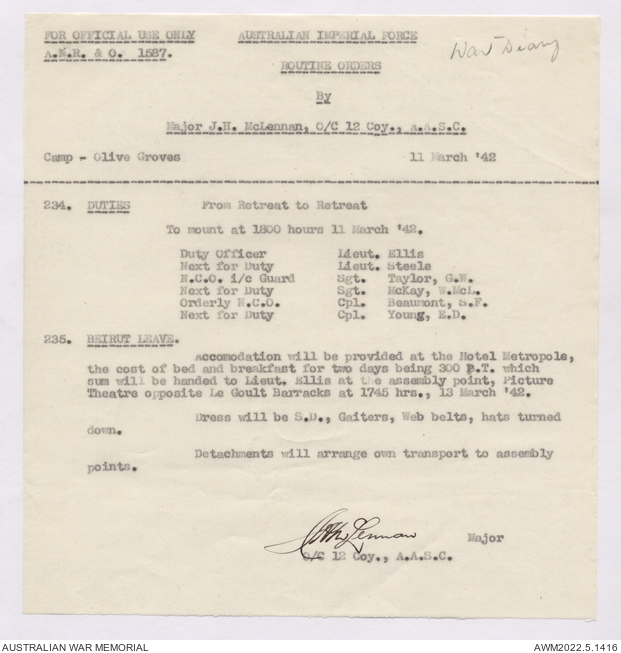 FOR OFFICIAL USE ONLY AUSTRALIAN IMPERIAL FORCE
War Diary
A.N.R. & O. 1587.
ROUTINE ORDERS
By
Major J.H. McLennan, O/C 12 Coy., A.A.S.C.
Camp - Olive Groves 11 March '42
234. DUTIES From Retreat to Retreat
To mount at 1800 hours 11 March '42.
Duty Officer Lieut. Ellis
Next for Duty Lieut. Steele
N.C.O. i/c Guard Sgt. Taylor, G.W.
Next for Duty Sgt. McKay, W.McL.
Orderly N.C.O. Cpl. Beaumont, S.F.
Next for Duty Cpl. Young, E.D.
235. BEIRUT LEAVE.
Accomodation will be provided at the Hotel Metropole,
the cost of bed and breakfast for two days being 300 P.T. which
sum will be handed to Lieut. Ellis at the assembly point, Picture
Theatre opposite Le Goult Barracks at 1745 hrs., 13 March '42.
Dress will be S.D., Gaiters, Web belts, hats turned
down.
Detachments will arrange own transport to assembly
points.
JHMcLennan Major
O/C 12 Coy., A.A.S.C.
AUSTRALIAN WAR MEMORIAL AWM2022.5.1416